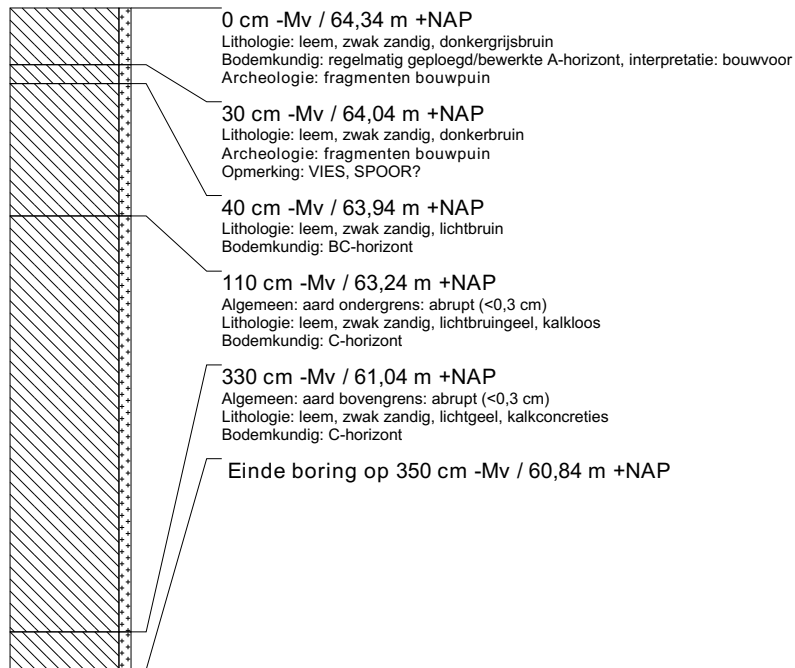 0 cm -Mv / 64,34 m +NAP
Lithologie: leem, zwak zandig, donkergrijsbruin
Bodemkundig: regelmatig geploegd/bewerkte A-horizont, interpretatie: bouwvoor
Archeologie: fragmenten bouwpuin
30 cm -Mv / 64,04 m +NAP
Lithologie: leem, zwak zandig, donkerbruin
Archeologie: fragmenten bouwpuin
Opmerking: VIES, SPOOR?
40 cm -Mv / 63,94 m +NAP
Lithologie: leem, zwak zandig, lichtbruin
Bodemkundig: BC-horizont
110 cm -Mv / 63,24 m +NAP
Algemeen: aard ondergrens: abrupt (<0,3 cm)
Lithologie: leem, zwak zandig, lichtbruingeel, kalkloos
Bodemkundig: C-horizont
330 cm -Mv / 61,04 m +NAP
Algemeen: aard bovengrens: abrupt (<0,3 cm)
Lithologie: leem, zwak zandig, lichtgeel, kalkconcreties
Bodemkundig: C-horizont
Einde boring op 350 cm -Mv / 60,84 m +NAP